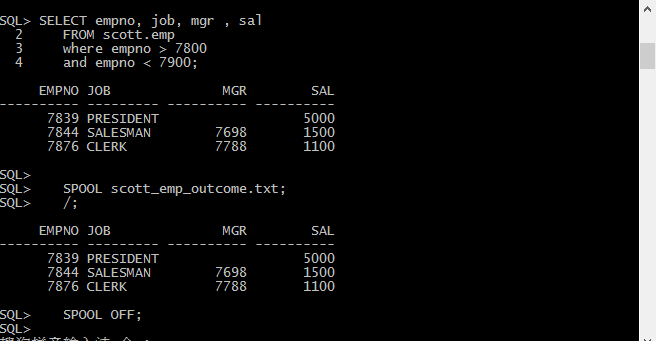 SQL> SELECT empno, job, mgr , sal
  2     FROM scott.emp
  3     where empno > 7800
  4     and empno < 7900;
     EMPNO JOB              MGR        SAL
---------- --------- ---------- ----------
      7839 PRESIDENT                  5000
      7844 SALESMAN        7698       1500
      7876 CLERK           7788       1100
SQL>
SQL>    SPOOL scott_emp_outcome.txt;
SQL>    /;
     EMPNO JOB              MGR        SAL
---------- --------- ---------- ----------
      7839 PRESIDENT                  5000
      7844 SALESMAN        7698       1500
      7876 CLERK           7788       1100
SQL>    SPOOL OFF;
SQL>